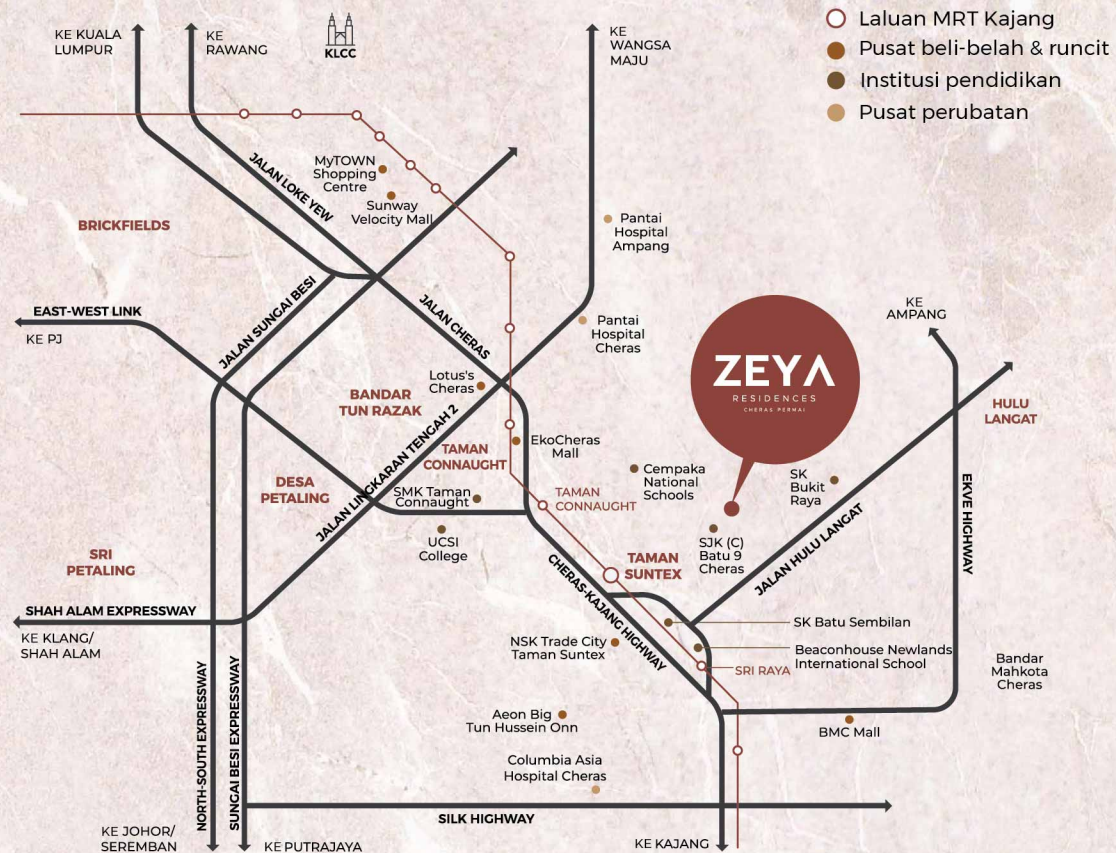 Laluan MRT Kajang
Pusat beli-belah & runcit
Institusi pendidikan
Pusat perubatan
KE KUALA
LUMPUR
KE
RAWANG
KLCC
KE
WANGSA
MAJU
JALAN LOKE YEW
MyTOWN
Shopping
Centre
Sunway
Velocity Mall
BRICKFIELDS
Pantai
Hospital
Ampang
EAST-WEST LINK
KE PJ
JALAN SUNGAI BESI
JALAN CHERAS
Pantai
Hospital
Cheras
KE
AMPANG
ZEYA
RESIDENCES
CHERAS PERMAI
Lotus's
Cheras
BANDAR
TUN RAZAK
HULU
LANGAT
JALAN LINGKARAN TENGAH 2
TAMAN
CONNAUGHT
EkoCheras
Mall
DESA
PETALING
SMK Taman
Connaught
Cempaka
National
Schools
SK
Bukit
Raya
TAMAN
CONNAUGHT
UCSI
College
SJK (C)
Batu 9
Cheras
EKVE HIGHWAY
JALAN HULU LANGAT
SRI
PETALING
TAMAN
SUNTEX
CHERAS-KAJANG HIGHWAY
SHAH ALAM EXPRESSWAY
KE KLANG/
SHAH ALAM
SK Batu Sembilan
NSK Trade City
Taman Suntex
Beaconhouse Newlands
International School
SRI RAYA
Bandar
Mahkota
Cheras
NORTH-SOUTH EXPRESSWAY
SUNGAI BESI EXPRESSWAY
Aeon Big
Tun Hussein Onn
BMC Mall
Columbia Asia
Hospital Cheras
SILK HIGHWAY
KE JOHOR/
SEREMBAN
KE PUTRAJAYA
KE KAJANG